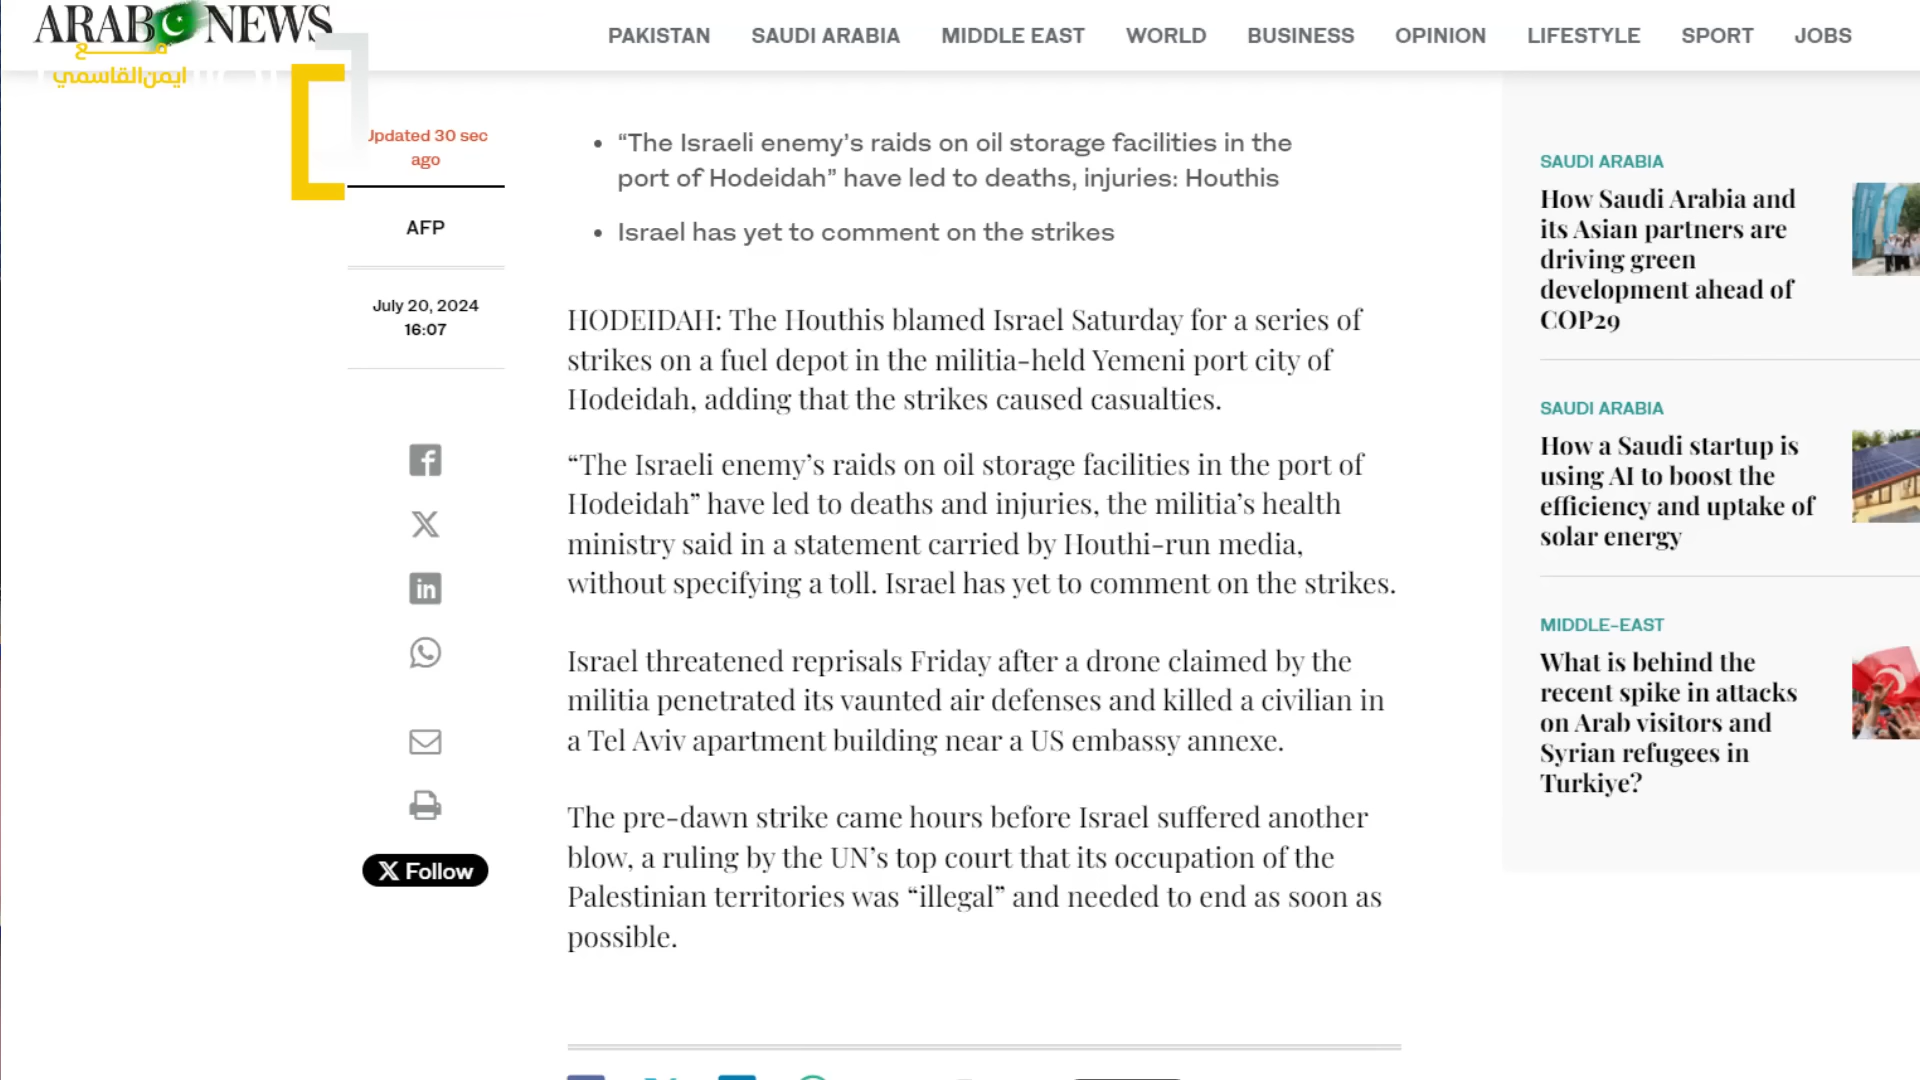 ARAB NEWS
مع
ايمن القاسمي
PAKISTAN SAUDI ARABIA MIDDLE EAST WORLD BUSINESS OPINION LIFESTYLE SPORT JOBS
Updated 30 sec
ago
AFP
July 20, 2024
16:07
X Follow
• “The Israeli enemy’s raids on oil storage facilities in the
port of Hodeidah” have led to deaths, injuries: Houthis
• Israel has yet to comment on the strikes
HODEIDAH: The Houthis blamed Israel Saturday for a series of
strikes on a fuel depot in the militia-held Yemeni port city of
Hodeidah, adding that the strikes caused casualties.
“The Israeli enemy’s raids on oil storage facilities in the port of
Hodeidah” have led to deaths and injuries, the militia’s health
ministry said in a statement carried by Houthi-run media,
without specifying a toll. Israel has yet to comment on the strikes.
Israel threatened reprisals Friday after a drone claimed by the
militia penetrated its vaunted air defenses and killed a civilian in
a Tel Aviv apartment building near a US embassy annexe.
The pre-dawn strike came hours before Israel suffered another
blow, a ruling by the UN’s top court that its occupation of the
Palestinian territories was “illegal” and needed to end as soon as
possible.
SAUDI ARABIA
How Saudi Arabia and
its Asian partners are
driving green
development ahead of
COP29
SAUDI ARABIA
How a Saudi startup is
using AI to boost the
efficiency and uptake of
solar energy
MIDDLE-EAST
What is behind the
recent spike in attacks
on Arab visitors and
Syrian refugees in
Turkiye?